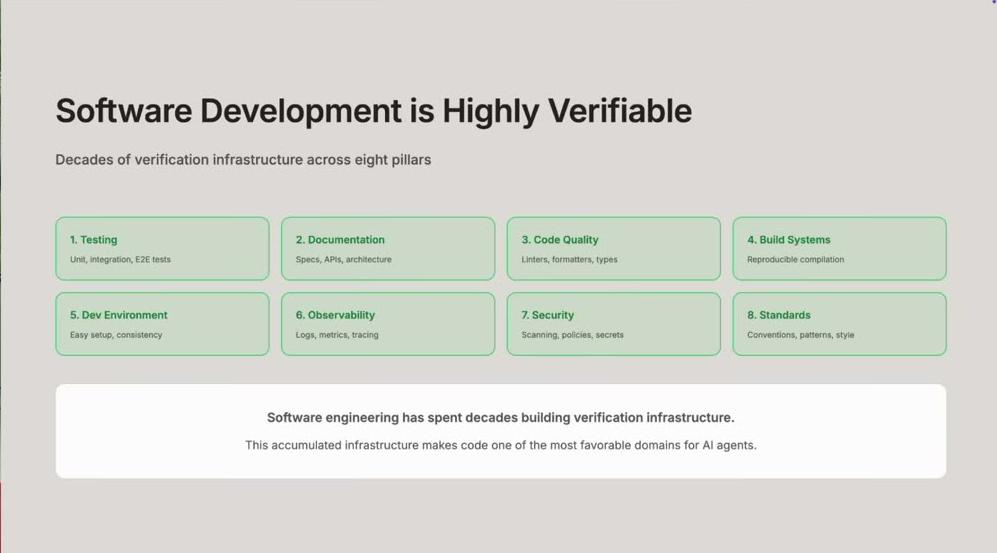 Software Development is Highly Verifiable
Decades of verification infrastructure across eight pillars
1. Testing
Unit, integration, E2E tests
2. Documentation
Specs, APIs, architecture
3. Code Quality
Linters, formatters, types
4. Build Systems
Reproducible compilation
5. Dev Environment
Easy setup, consistency
6. Observability
Logs, metrics, tracing
7. Security
Scanning, policies, secrets
8. Standards
Conventions, patterns, style
Software engineering has spent decades building verification infrastructure.
This accumulated infrastructure makes code one of the most favorable domains for AI agents.